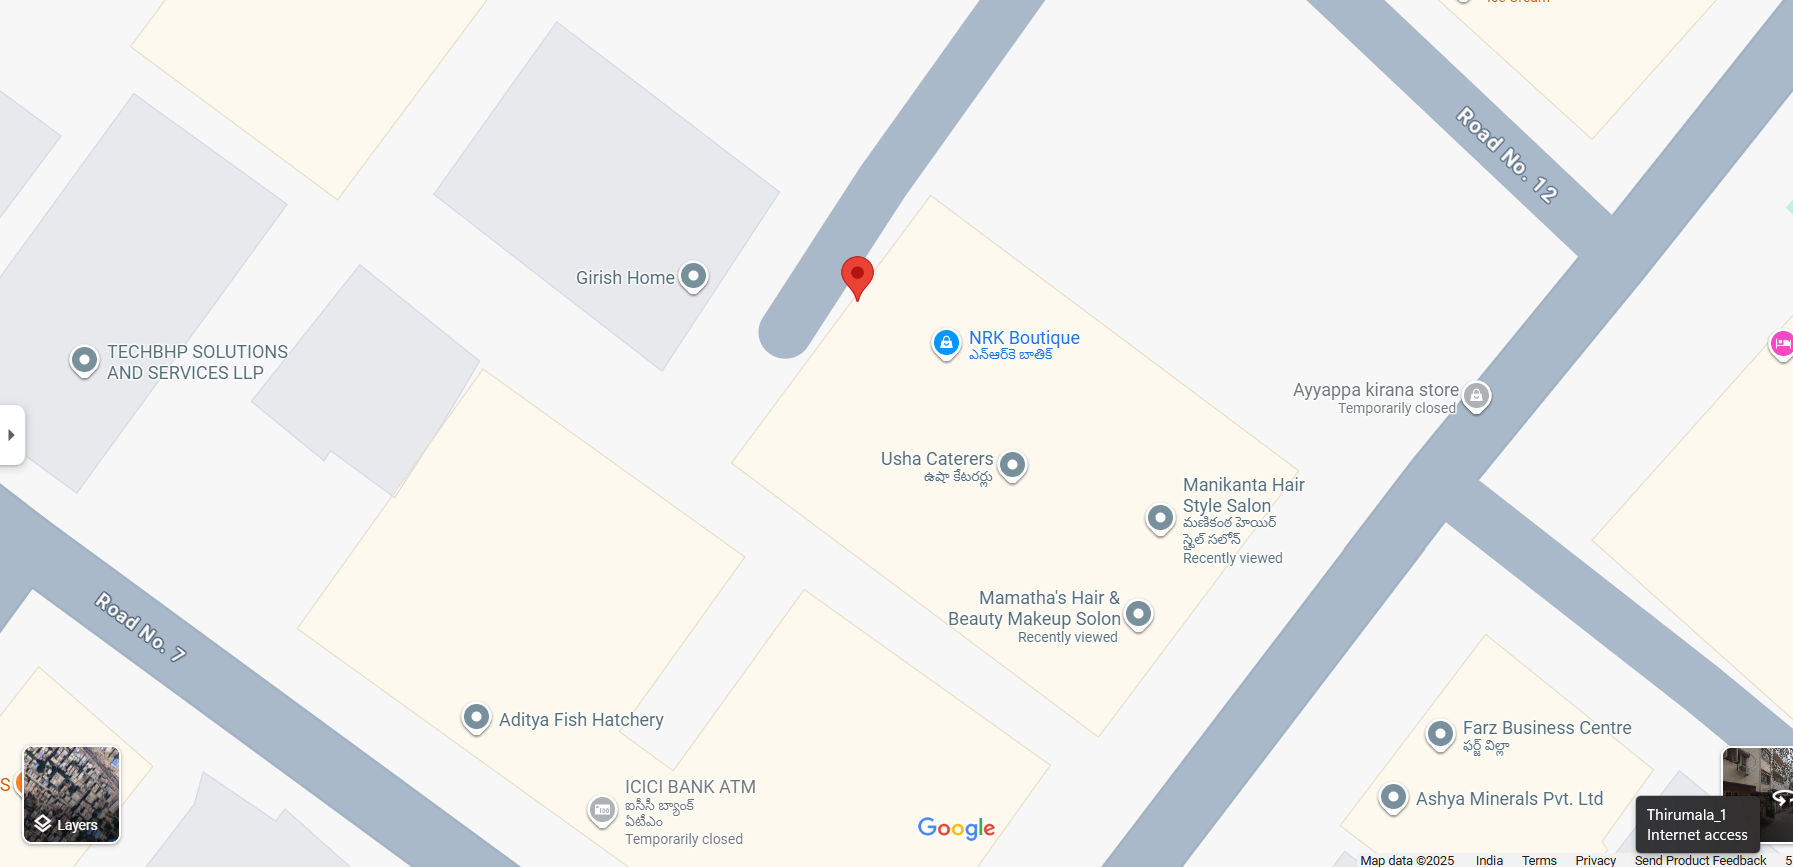 Ice Cream
Road No. 12
Girish Home
NRK Boutique
ఎన్ఆర్‌కె బాతిక్
TECHBHP SOLUTIONS
AND SERVICES LLP
Ayyappa kirana store
Temporarily closed
Usha Caterers
ఉషా కేటరర్లు
Manikanta Hair
Style Salon
మణికంఠ హెయిర్
స్టైల్ సలోన్
Recently viewed
Mamatha's Hair &
Beauty Makeup Solon
Recently viewed
Road No. 7
Aditya Fish Hatchery
Farz Business Centre
ఫర్జ్ విల్లా
S
ICICI BANK ATM
ఐసీసీ బ్యాంక్
ఏటీఎం
Temporarily closed
Ashya Minerals Pvt. Ltd
Layers
Google
Thirumala_1
Internet access
Map data ©2025 India Terms Privacy Send Product Feedback 5